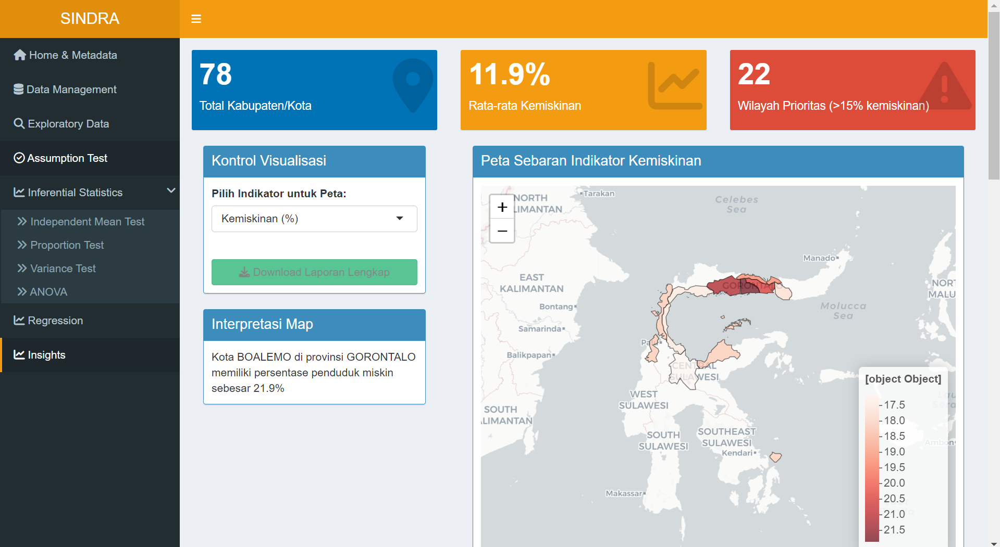 SINDRA
Home & Metadata
Data Management
Exploratory Data
Assumption Test
Inferential Statistics
Independent Mean Test
Proportion Test
Variance Test
ANOVA
Regression
Insights
78
Total Kabupaten/Kota
11.9%
Rata-rata Kemiskinan
22
Wilayah Prioritas (>15% kemiskinan)
Kontrol Visualisasi
Pilih Indikator untuk Peta:
Kemiskinan (%)
Download Laporan Lengkap
Interpretasi Map
Kota BOALEMO di provinsi GORONTALO
memiliki persentase penduduk miskin
sebesar 21.9%
Peta Sebaran Indikator Kemiskinan
+
−
NORTH
LIMANTAN
Tarakan
Celebes
Sea
Manado
EAST
KALIMANTAN
GORONTALO
NORT
MALU
Bontang
Molucca
Sea
Samarinda
Balikpapan
CENTRAL
SULAWESI
WEST
SULAWESI
SOUTH
LIMANTAN
SOUTH
SULAWESI
SOUTHEAST
SULAWESI
Kendari
Makassar
Ambon
[object Object]
17.5
18.0
18.5
19.0
19.5
20.0
20.5
21.0
21.5